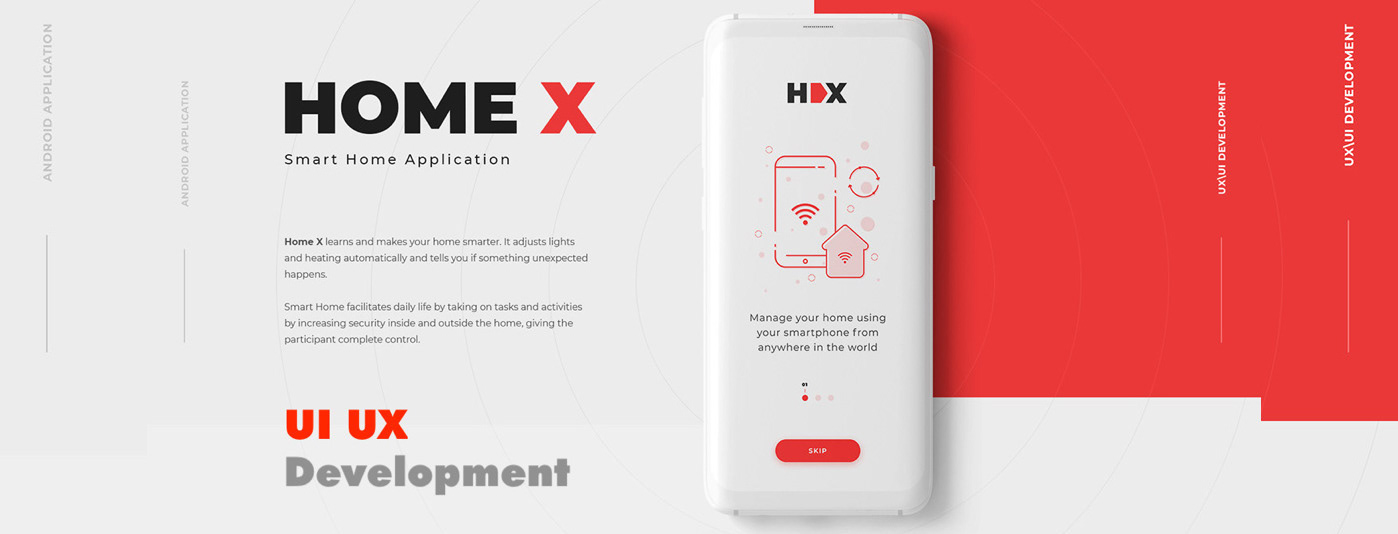 ANDROID APPLICATION
ANDROID APPLICATION
HOME X
Smart Home Application
Home X learns and makes your home smarter. It adjusts lights
and heating automatically and tells you if something unexpected
happens.
Smart Home facilitates daily life by taking on tasks and activities
by increasing security inside and outside the home, giving the
participant complete control.
UI UX
Development
H X
Manage your home using
your smartphone from
anywhere in the world
01
SKIP
UX\UI DEVELOPMENT
UX\UI DEVELOPMENT